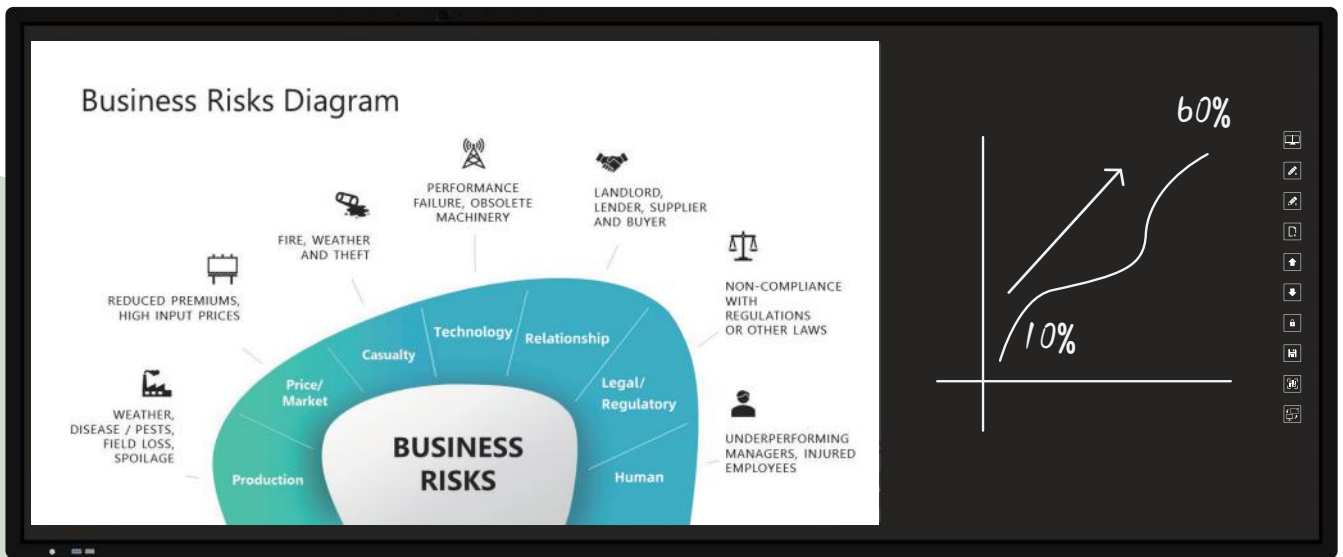 Business Risks Diagram
PERFORMANCE
FAILURE, OBSOLETE
MACHINERY
LANDLORD,
LENDER, SUPPLIER
AND BUYER
FIRE, WEATHER
AND THEFT
NON-COMPLIANCE
WITH
REGULATIONS
OR OTHER LAWS
REDUCED PREMIUMS,
HIGH INPUT PRICES
WEATHER,
DISEASE / PESTS,
FIELD LOSS,
SPOILAGE
UNDERPERFORMING
MANAGERS, INJURED
EMPLOYEES
Production
Price/
Market
Casualty
Technology
Relationship
Legal/
Regulatory
Human
BUSINESS
RISKS
60%
10%